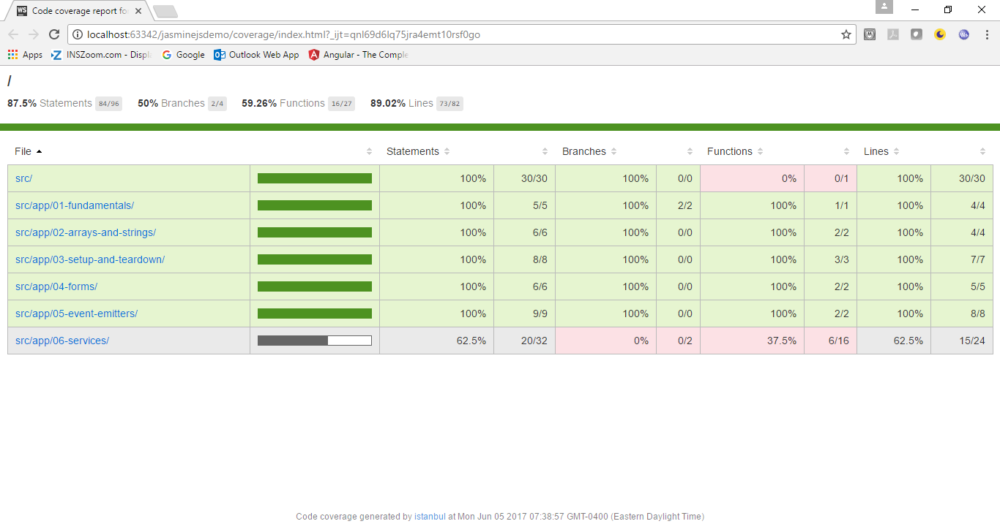 Code coverage report for
localhost:63342/jasminejsdemo/coverage/index.html?_ijt=qnl69d6lq75jra4emt10rsf0go
Apps INSZoom.com - Displ Google Outlook Web App Angular - The Comple
/
87.5% Statements 84/96 50% Branches 2/4 59.26% Functions 16/27 89.02% Lines 73/82
File Statements Branches Functions Lines
src/ 100% 30/30 100% 0/0 0% 0/1 100% 30/30
src/app/01-fundamentals/ 100% 5/5 100% 2/2 100% 1/1 100% 4/4
src/app/02-arrays-and-strings/ 100% 6/6 100% 0/0 100% 2/2 100% 4/4
src/app/03-setup-and-teardown/ 100% 8/8 100% 0/0 100% 3/3 100% 7/7
src/app/04-forms/ 100% 6/6 100% 0/0 100% 2/2 100% 5/5
src/app/05-event-emitters/ 100% 9/9 100% 0/0 100% 2/2 100% 8/8
src/app/06-services/ 62.5% 20/32 0% 0/2 37.5% 6/16 62.5% 15/24
Code coverage generated by istanbul at Mon Jun 05 2017 07:38:57 GMT-0400 (Eastern Daylight Time)